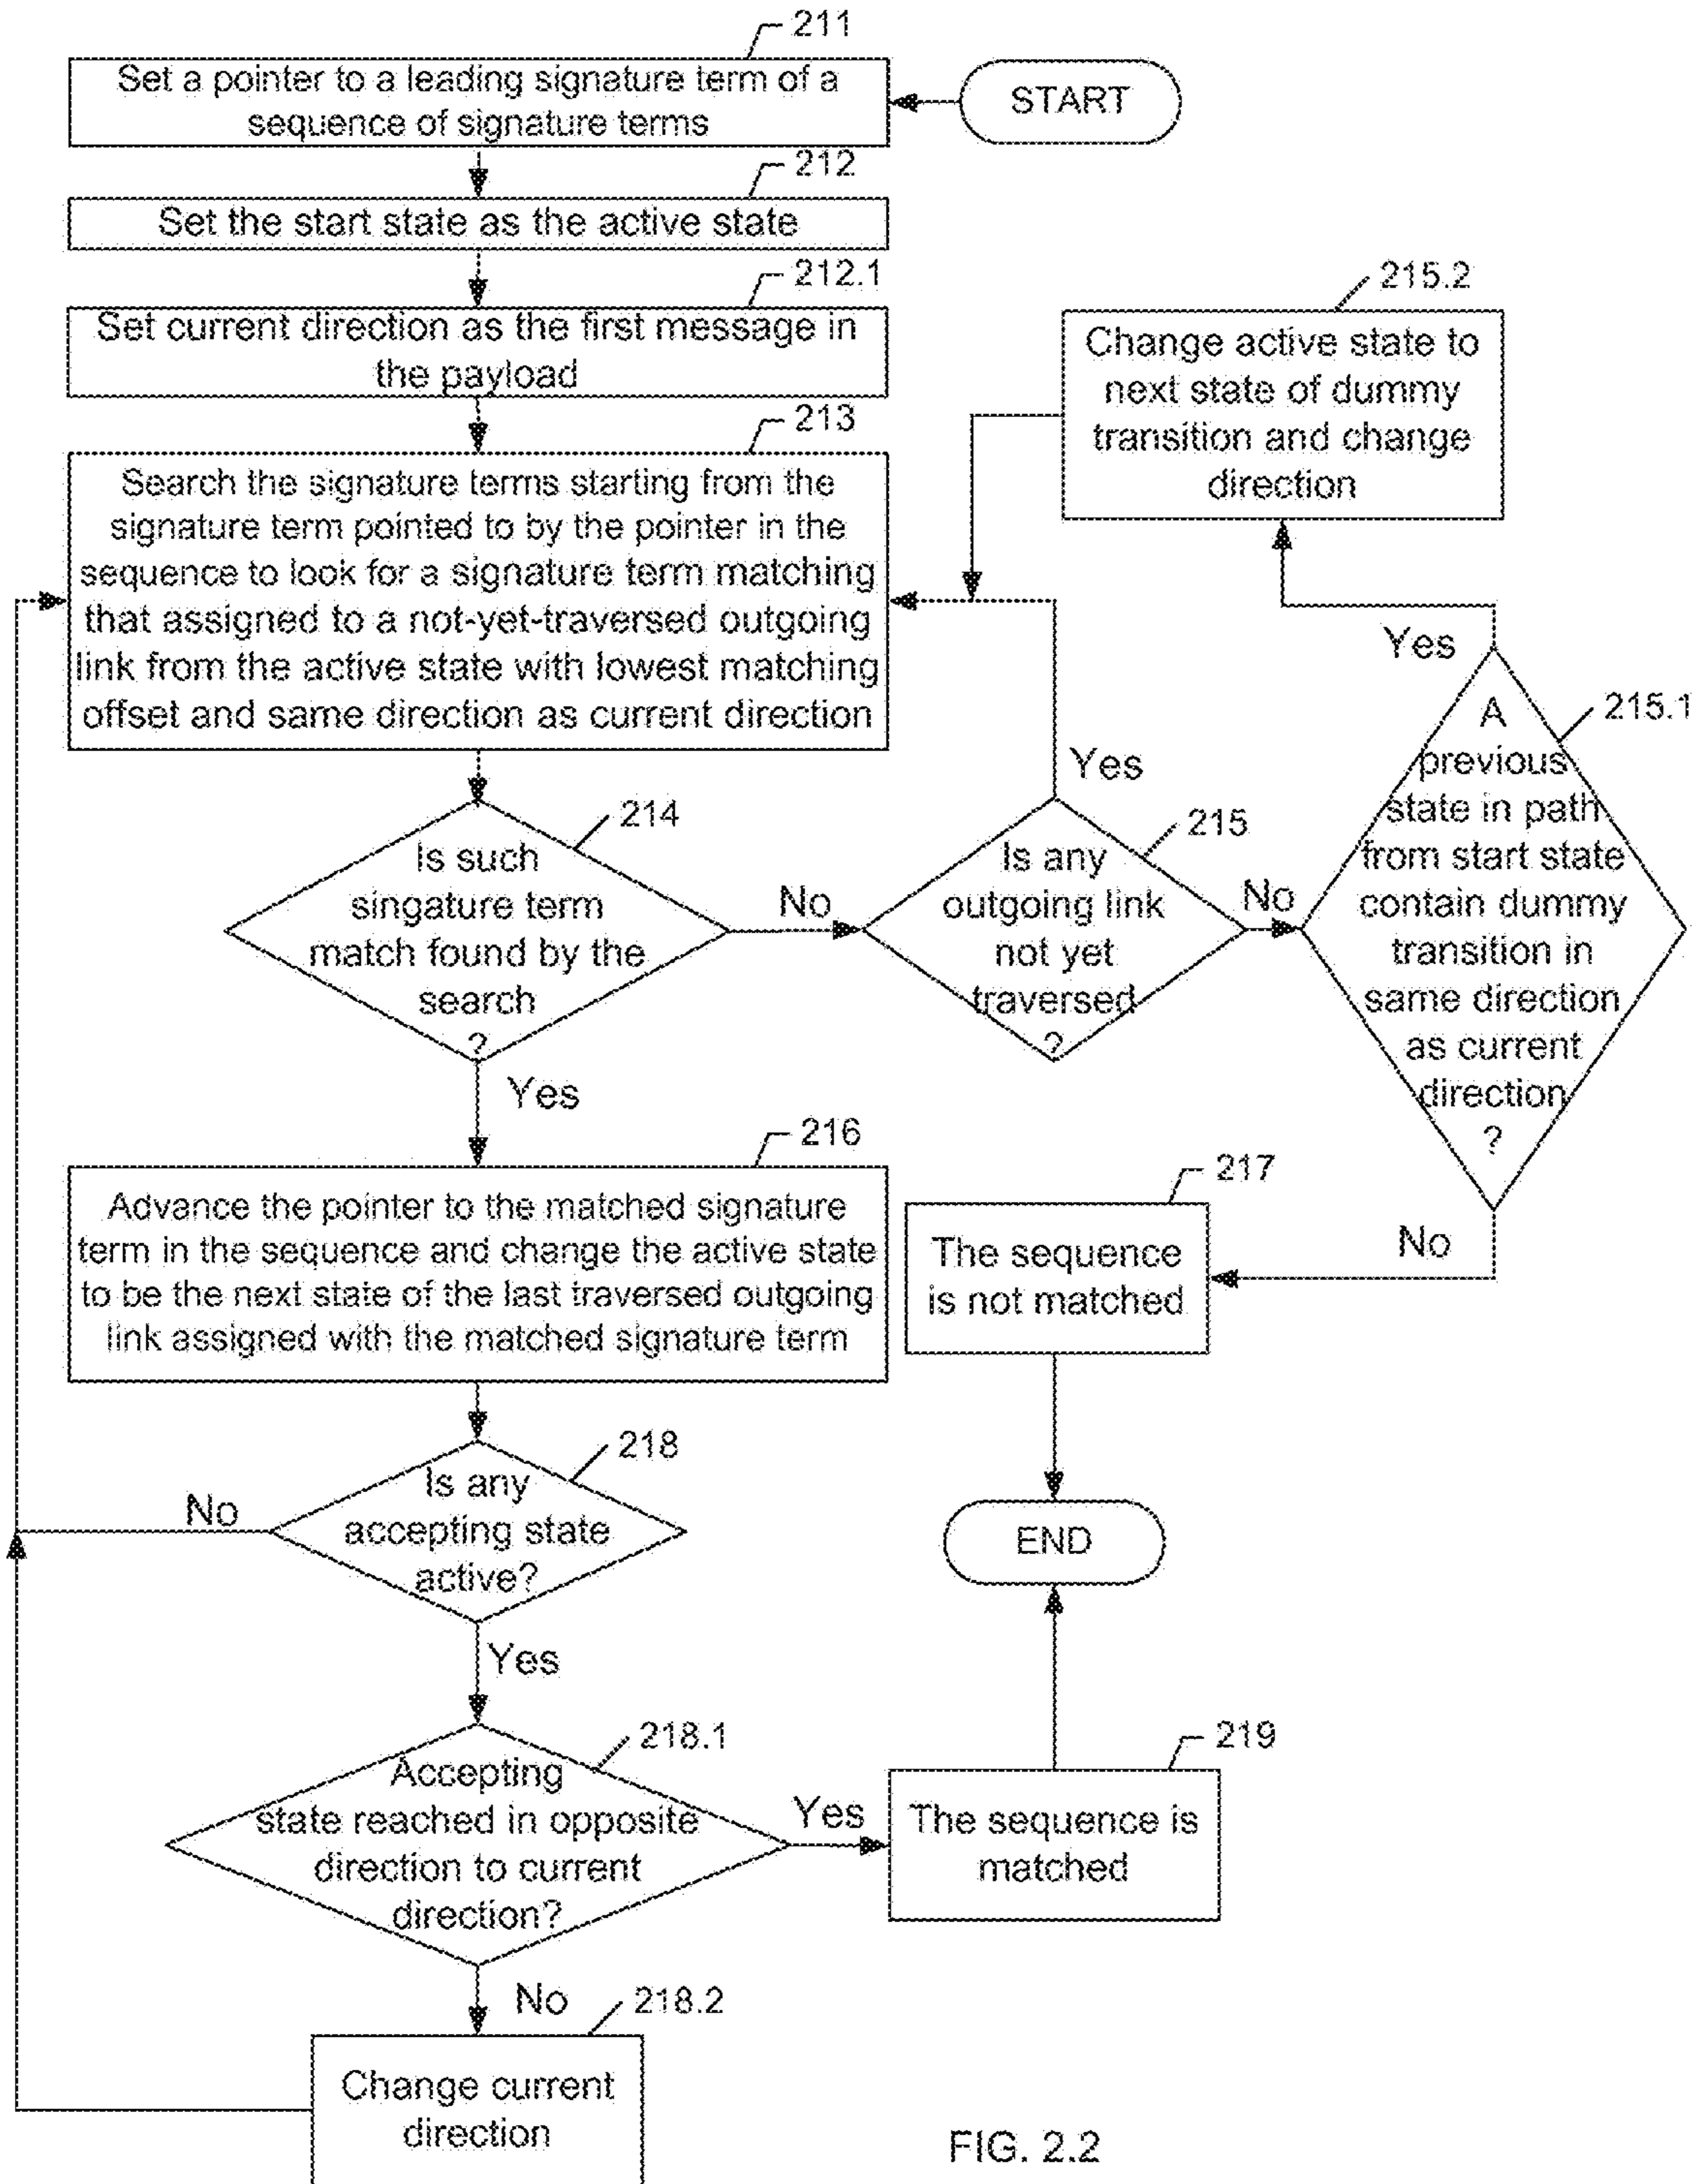 211
Set a pointer to a leading signature term of a
sequence of signature terms
START
212
Set the start state as the active state
212.1
Set current direction as the first message in
the payload
213
Search the signature terms starting from the
signature term pointed to by the pointer in the
sequence to look for a signature term matching
that assigned to a not-yet-traversed outgoing
link from the active state with lowest matching
offset and same direction as current direction
215.2
Change active state to
next state of dummy
transition and change
direction
214
Is such
singature term
match found by the
search
?
No
Yes
215
Is any
outgoing link
not yet
traversed
?
Yes
No
215.1
A
previous
state in path
from start state
contain dummy
transition in
same direction
as current
direction
?
Yes
No
216
Advance the pointer to the matched signature
term in the sequence and change the active state
to be the next state of the last traversed outgoing
link assigned with the matched signature term
217
The sequence
is not matched
218
Is any
accepting state
active?
No
Yes
END
218.1
Accepting
state reached in opposite
direction to current
direction?
Yes
No
219
The sequence is
matched
218.2
Change current
direction
FIG. 2.2